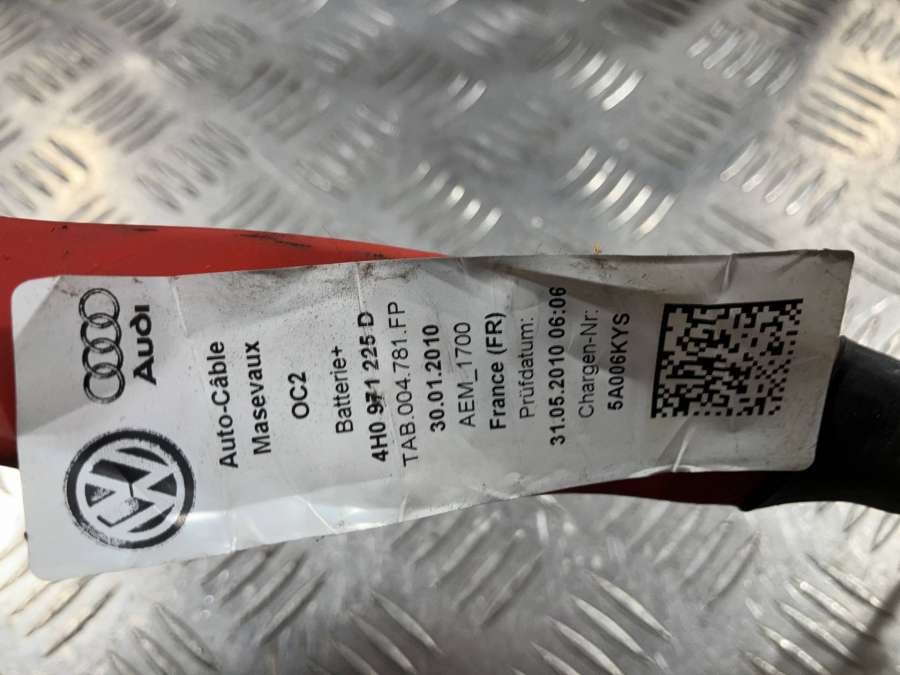 Audi
Auto-Câble
Masevaux
OC2
Batterie+
4H0 971 225 D
TAB.004.781.FP
30.01.2010
AEM_1700
France (FR)
Prüfdatum:
31.05.2010 06:06
Chargen-Nr:
5A006KYS